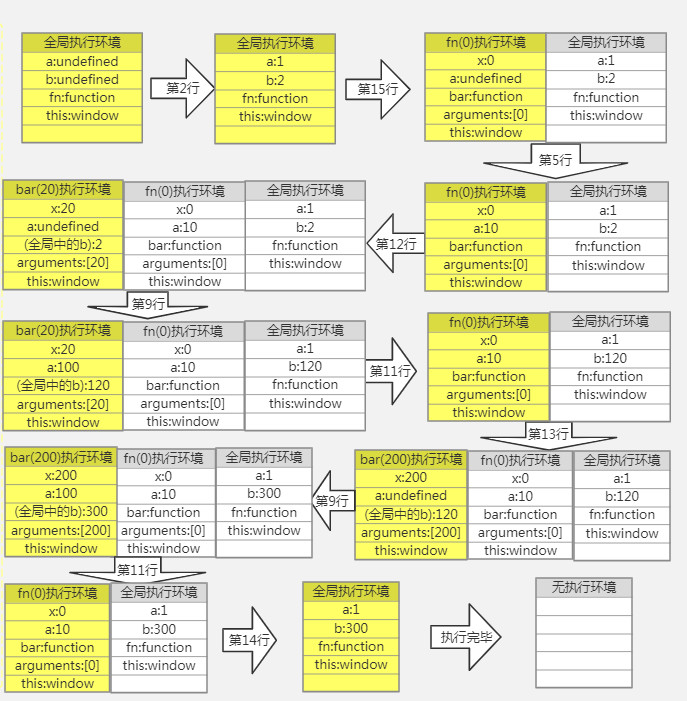 全局执行环境
a:undefined
b:undefined
fn:function
this:window
第2行
全局执行环境
a:1
b:2
fn:function
this:window
第15行
fn(0)执行环境
x:0
a:undefined
bar:function
arguments:[0]
this:window
全局执行环境
a:1
b:2
fn:function
this:window
第5行
fn(0)执行环境
x:0
a:10
bar:function
arguments:[0]
this:window
全局执行环境
a:1
b:2
fn:function
this:window
第12行
bar(20)执行环境
x:20
a:undefined
(全局中的b):2
arguments:[20]
this:window
fn(0)执行环境
x:0
a:10
bar:function
arguments:[0]
this:window
全局执行环境
a:1
b:2
fn:function
this:window
第9行
bar(20)执行环境
x:20
a:100
(全局中的b):120
arguments:[20]
this:window
fn(0)执行环境
x:0
a:10
bar:function
arguments:[0]
this:window
全局执行环境
a:1
b:120
fn:function
this:window
第11行
fn(0)执行环境
x:0
a:10
bar:function
arguments:[0]
this:window
全局执行环境
a:1
b:120
fn:function
this:window
第13行
bar(200)执行环境
x:200
a:undefined
(全局中的b):120
arguments:[200]
this:window
fn(0)执行环境
x:0
a:10
bar:function
arguments:[0]
this:window
全局执行环境
a:1
b:120
fn:function
this:window
第9行
bar(200)执行环境
x:200
a:100
(全局中的b):300
arguments:[200]
this:window
fn(0)执行环境
x:0
a:10
bar:function
arguments:[0]
this:window
全局执行环境
a:1
b:300
fn:function
this:window
第11行
fn(0)执行环境
x:0
a:10
bar:function
arguments:[0]
this:window
全局执行环境
a:1
b:300
fn:function
this:window
第14行
全局执行环境
a:1
b:300
fn:function
this:window
执行完毕
无执行环境